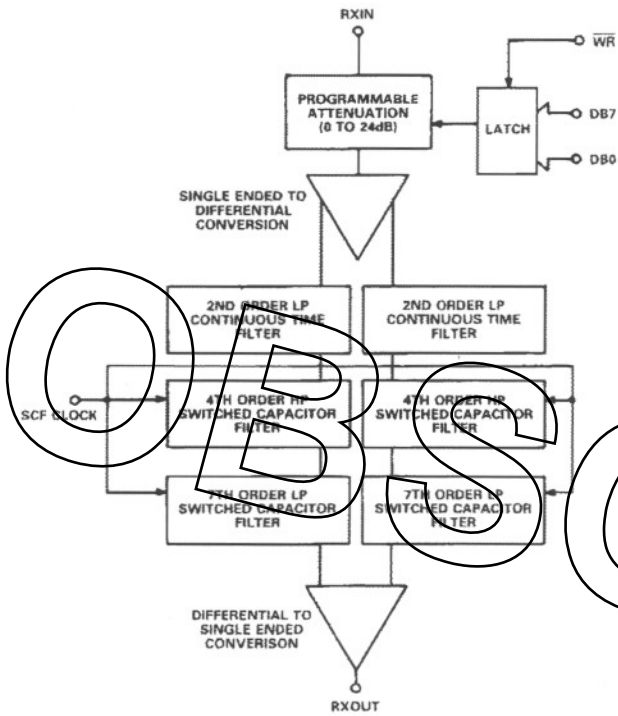 RXIN
WR
PROGRAMMABLE
ATTENUATION
(0 TO 24dB)
LATCH
DB7
DB0
SINGLE ENDED TO
DIFFERENTIAL
CONVERSION
2ND ORDER LP
CONTINUOUS TIME
FILTER
2ND ORDER LP
CONTINUOUS TIME
FILTER
SCF CLOCK
4TH ORDER HP
SWITCHED CAPACITOR
FILTER
4TH ORDER HP
SWITCHED CAPACITOR
FILTER
7TH ORDER LP
SWITCHED CAPACITOR
FILTER
7TH ORDER LP
SWITCHED CAPACITOR
FILTER
DIFFERENTIAL TO
SINGLE ENDED
CONVERISON
RXOUT
OBSO